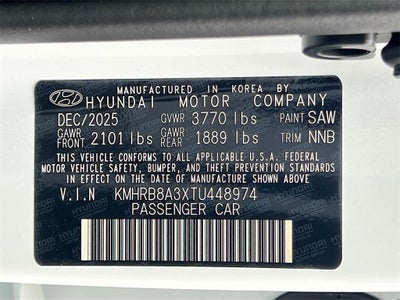 MANUFACTURED IN KOREA BY
HYUNDAI MOTOR COMPANY
DEC/2025 GVWR 3770 lbs PAINT SAW
GAWR FRONT 2101 lbs GAWR REAR 1889 lbs TRIM NNB
THIS VEHICLE CONFORMS TO ALL APPLICABLE U.S.A. FEDERAL
MOTOR VEHICLE SAFETY, BUMPER, AND THEFT PREVENTION
STANDARDS IN EFFECT ON THE DATE OF MANUFACTURE SHOWN ABOVE.
V.I.N KMHRB8A3XTU448974
PASSENGER CAR